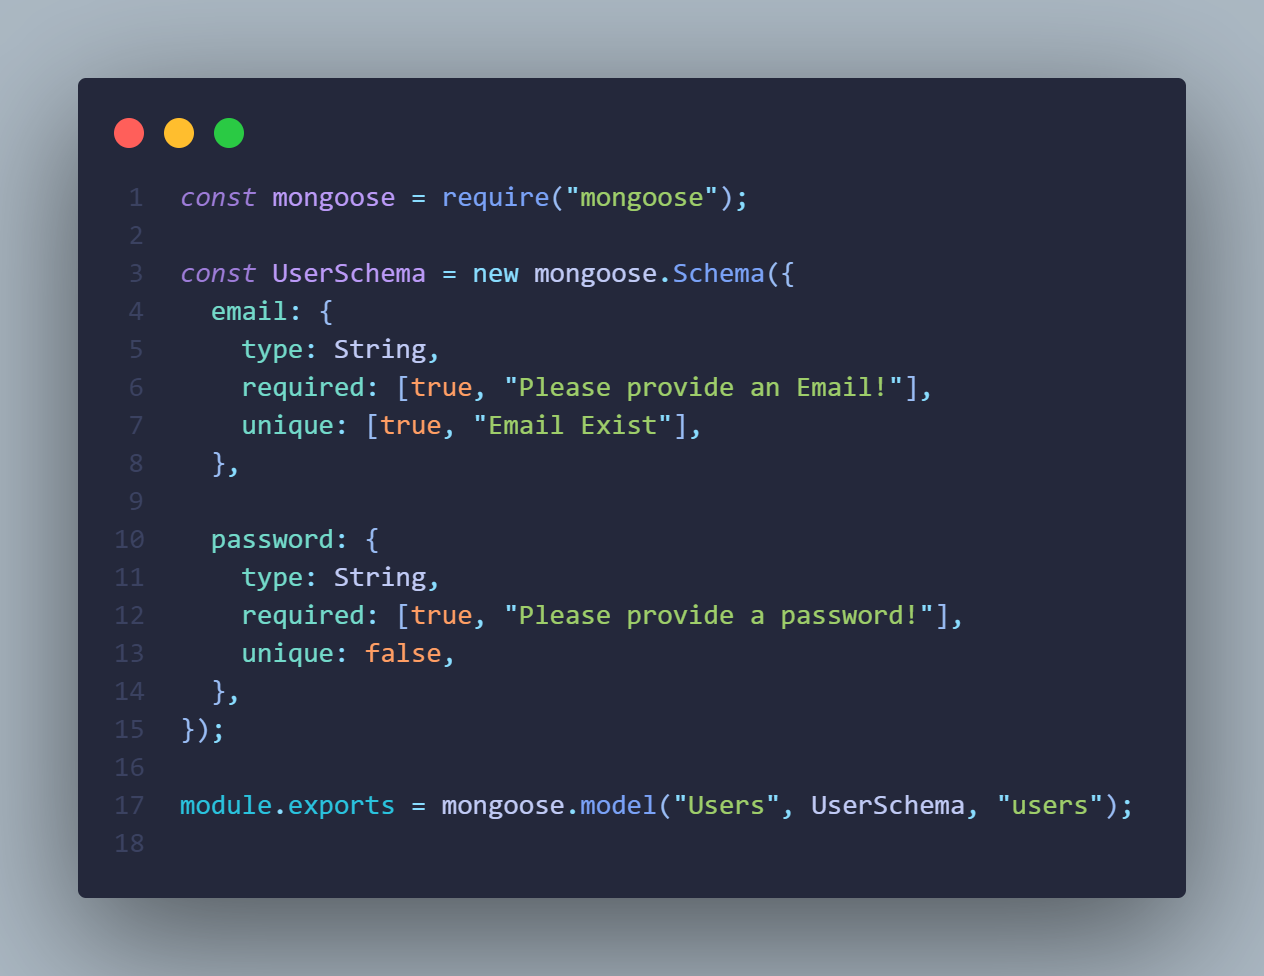 1 const mongoose = require("mongoose");
2
3 const UserSchema = new mongoose.Schema({
4   email: {
5     type: String,
6     required: [true, "Please provide an Email!"],
7     unique: [true, "Email Exist"],
8   },
9
10   password: {
11     type: String,
12     required: [true, "Please provide a password!"],
13     unique: false,
14   },
15 });
16
17 module.exports = mongoose.model("Users", UserSchema, "users");
18